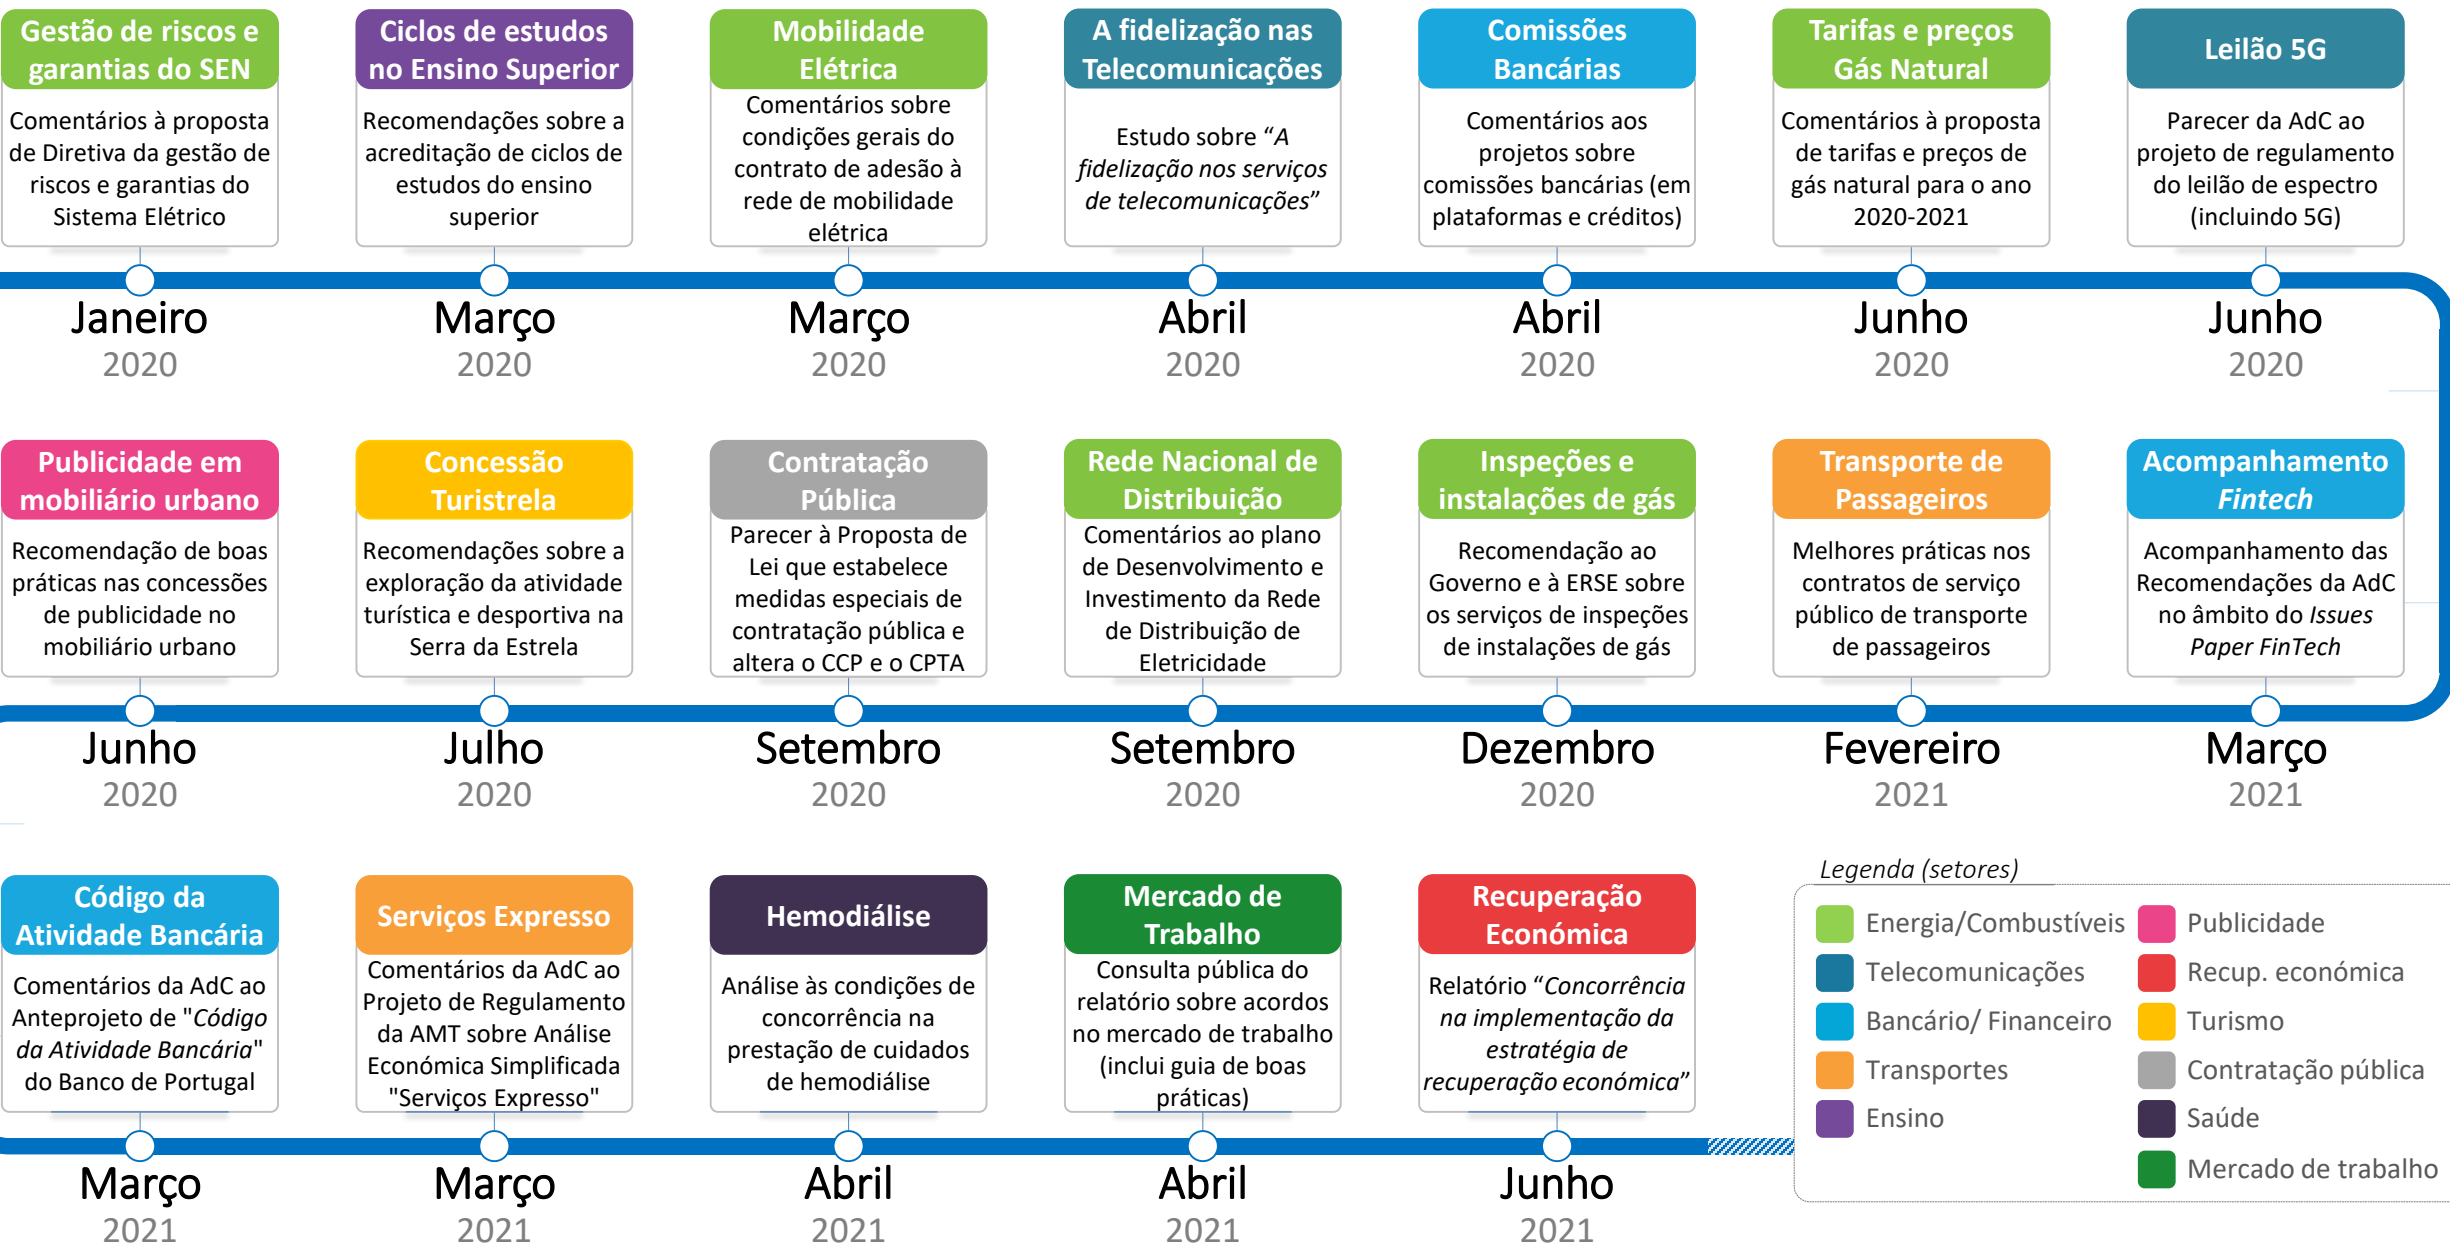 Gestão de riscos e
garantias do SEN
Comentários à proposta
de Diretiva da gestão de
riscos e garantias do
Sistema Elétrico
Janeiro
2020
Ciclos de estudos
no Ensino Superior
Recomendações sobre a
acreditação de ciclos de
estudos do ensino
superior
Março
2020
Mobilidade
Elétrica
Comentários sobre
condições gerais do
contrato de adesão à
rede de mobilidade
elétrica
Março
2020
A fidelização nas
Telecomunicações
Estudo sobre “A
fidelização nos serviços
de telecomunicações”
Abril
2020
Comissões
Bancárias
Comentários aos
projetos sobre
comissões bancárias (em
plataformas e créditos)
Abril
2020
Tarifas e preços
Gás Natural
Comentários à proposta
de tarifas e preços de
gás natural para o ano
2020-2021
Junho
2020
Leilão 5G
Parecer da AdC ao
projeto de regulamento
do leilão de espectro
(incluindo 5G)
Junho
2020
Publicidade em
mobiliário urbano
Recomendação de boas
práticas nas concessões
de publicidade no
mobiliário urbano
Junho
2020
Concessão
Turistrela
Recomendações sobre a
exploração da atividade
turística e desportiva na
Serra da Estrela
Julho
2020
Contratação
Pública
Parecer à Proposta de
Lei que estabelece
medidas especiais de
contratação pública e
altera o CCP e o CPTA
Setembro
2020
Rede Nacional de
Distribuição
Comentários ao plano
de Desenvolvimento e
Investimento da Rede
de Distribuição de
Eletricidade
Setembro
2020
Inspeções e
instalações de gás
Recomendação ao
Governo e à ERSE sobre
os serviços de inspeções
de instalações de gás
Dezembro
2020
Transporte de
Passageiros
Melhores práticas nos
contratos de serviço
público de transporte
de passageiros
Fevereiro
2021
Acompanhamento
Fintech
Acompanhamento das
Recomendações da AdC
no âmbito do Issues
Paper FinTech
Março
2021
Código da
Atividade Bancária
Comentários da AdC ao
Anteprojeto de "Código
da Atividade Bancária"
do Banco de Portugal
Março
2021
Serviços Expresso
Comentários da AdC ao
Projeto de Regulamento
da AMT sobre Análise
Económica Simplificada
"Serviços Expresso"
Março
2021
Hemodiálise
Análise às condições de
concorrência na
prestação de cuidados
de hemodiálise
Abril
2021
Mercado de
Trabalho
Consulta pública do
relatório sobre acordos
no mercado de trabalho
(inclui guia de boas
práticas)
Abril
2021
Recuperação
Económica
Relatório “Concorrência
na implementação da
estratégia de
recuperação económica”
Junho
2021
Legenda (setores)
Energia/Combustíveis
Telecomunicações
Bancário/ Financeiro
Transportes
Ensino
Publicidade
Recup. económica
Turismo
Contratação pública
Saúde
Mercado de trabalho